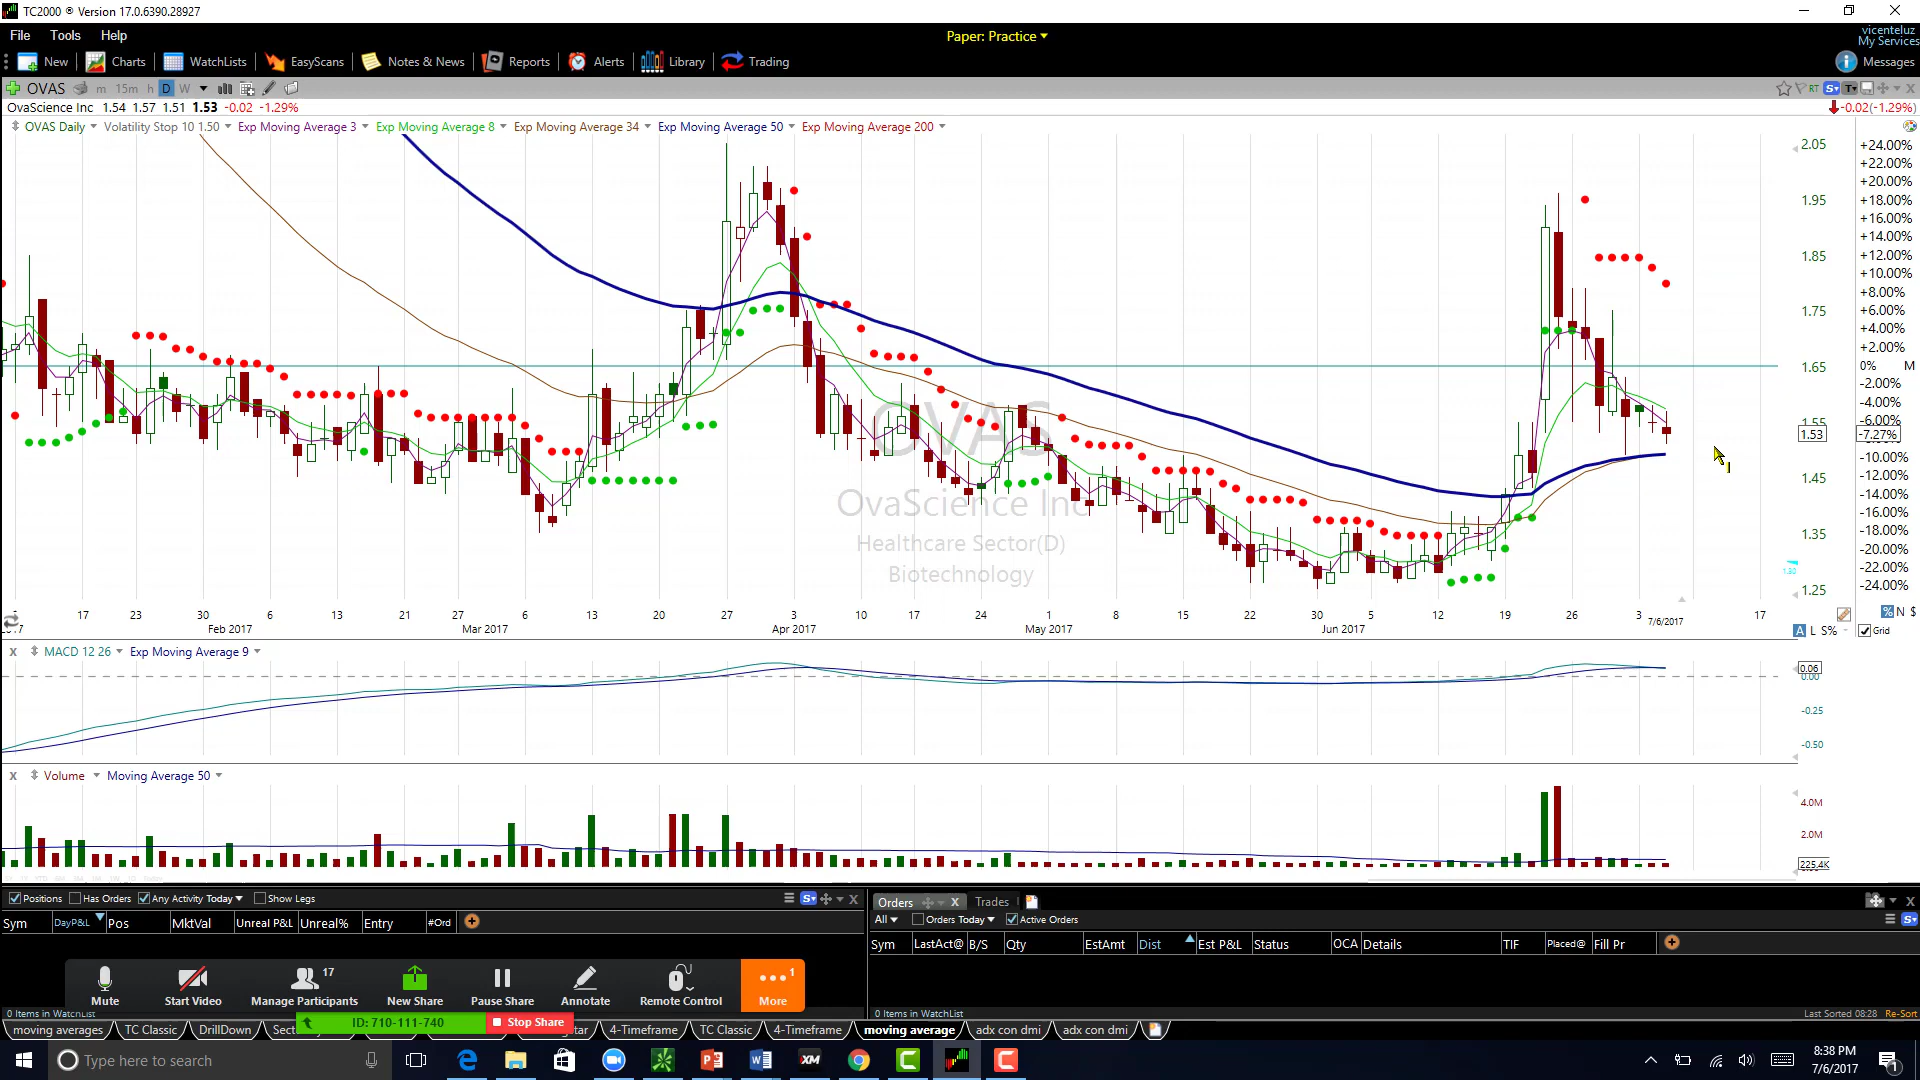 TC2000 ® Version 17.0.6390.28927
File Tools Help
Paper: Practice
vicenteluz
My Services
New Charts WatchLists EasyScans Notes & News Reports Alerts Library Trading
Messages
OVAS m 15m h D W
RT S T
OvaScience Inc 1.54 1.57 1.51 1.53 -0.02 -1.29%
-0.02(-1.29%)
OVAS Daily Volatility Stop 10 1.50 Exp Moving Average 3 Exp Moving Average 8 Exp Moving Average 34 Exp Moving Average 50 Exp Moving Average 200
2.05
1.95
1.85
1.75
1.65
1.55
1.53
1.45
1.35
1.25
+24.00%
+22.00%
+20.00%
+18.00%
+16.00%
+14.00%
+12.00%
+10.00%
+8.00%
+6.00%
+4.00%
+2.00%
0% M
-2.00%
-4.00%
-6.00%
-7.27%
-10.00%
-12.00%
-14.00%
-16.00%
-18.00%
-20.00%
-22.00%
-24.00%
OVAS
OvaScience Inc
Healthcare Sector(D)
Biotechnology
17 23 30 6 13 21 27 6 13 20 27 3 10 17 24 1 8 15 22 30 5 12 19 26 3 7/6/2017 17
Feb 2017 Mar 2017 Apr 2017 May 2017 Jun 2017
% N $
A L S% Grid
X MACD 12 26 Exp Moving Average 9
0.06
0.00
-0.25
-0.50
X Volume Moving Average 50
4.0M
2.0M
225.4K
Positions Has Orders Any Activity Today Show Legs
Sym DayP&L Pos MktVal Unreal P&L Unreal% Entry #Ord
Orders X Trades
All Orders Today Active Orders
Sym LastAct@ B/S Qty EstAmt Dist Est P&L Status OCA Details TIF Placed@ Fill Pr
Mute Start Video Manage Participants 17 New Share Pause Share Annotate Remote Control More 1
0 Items in WatchList
0 Items in WatchList
Last Sorted 08:28 Re-Sort
ID: 710-111-740 Stop Share
moving averages TC Classic DrillDown 4-Timeframe TC Classic 4-Timeframe moving average adx con dmi adx con dmi
Type here to search
XM
8:38 PM
7/6/2017
1